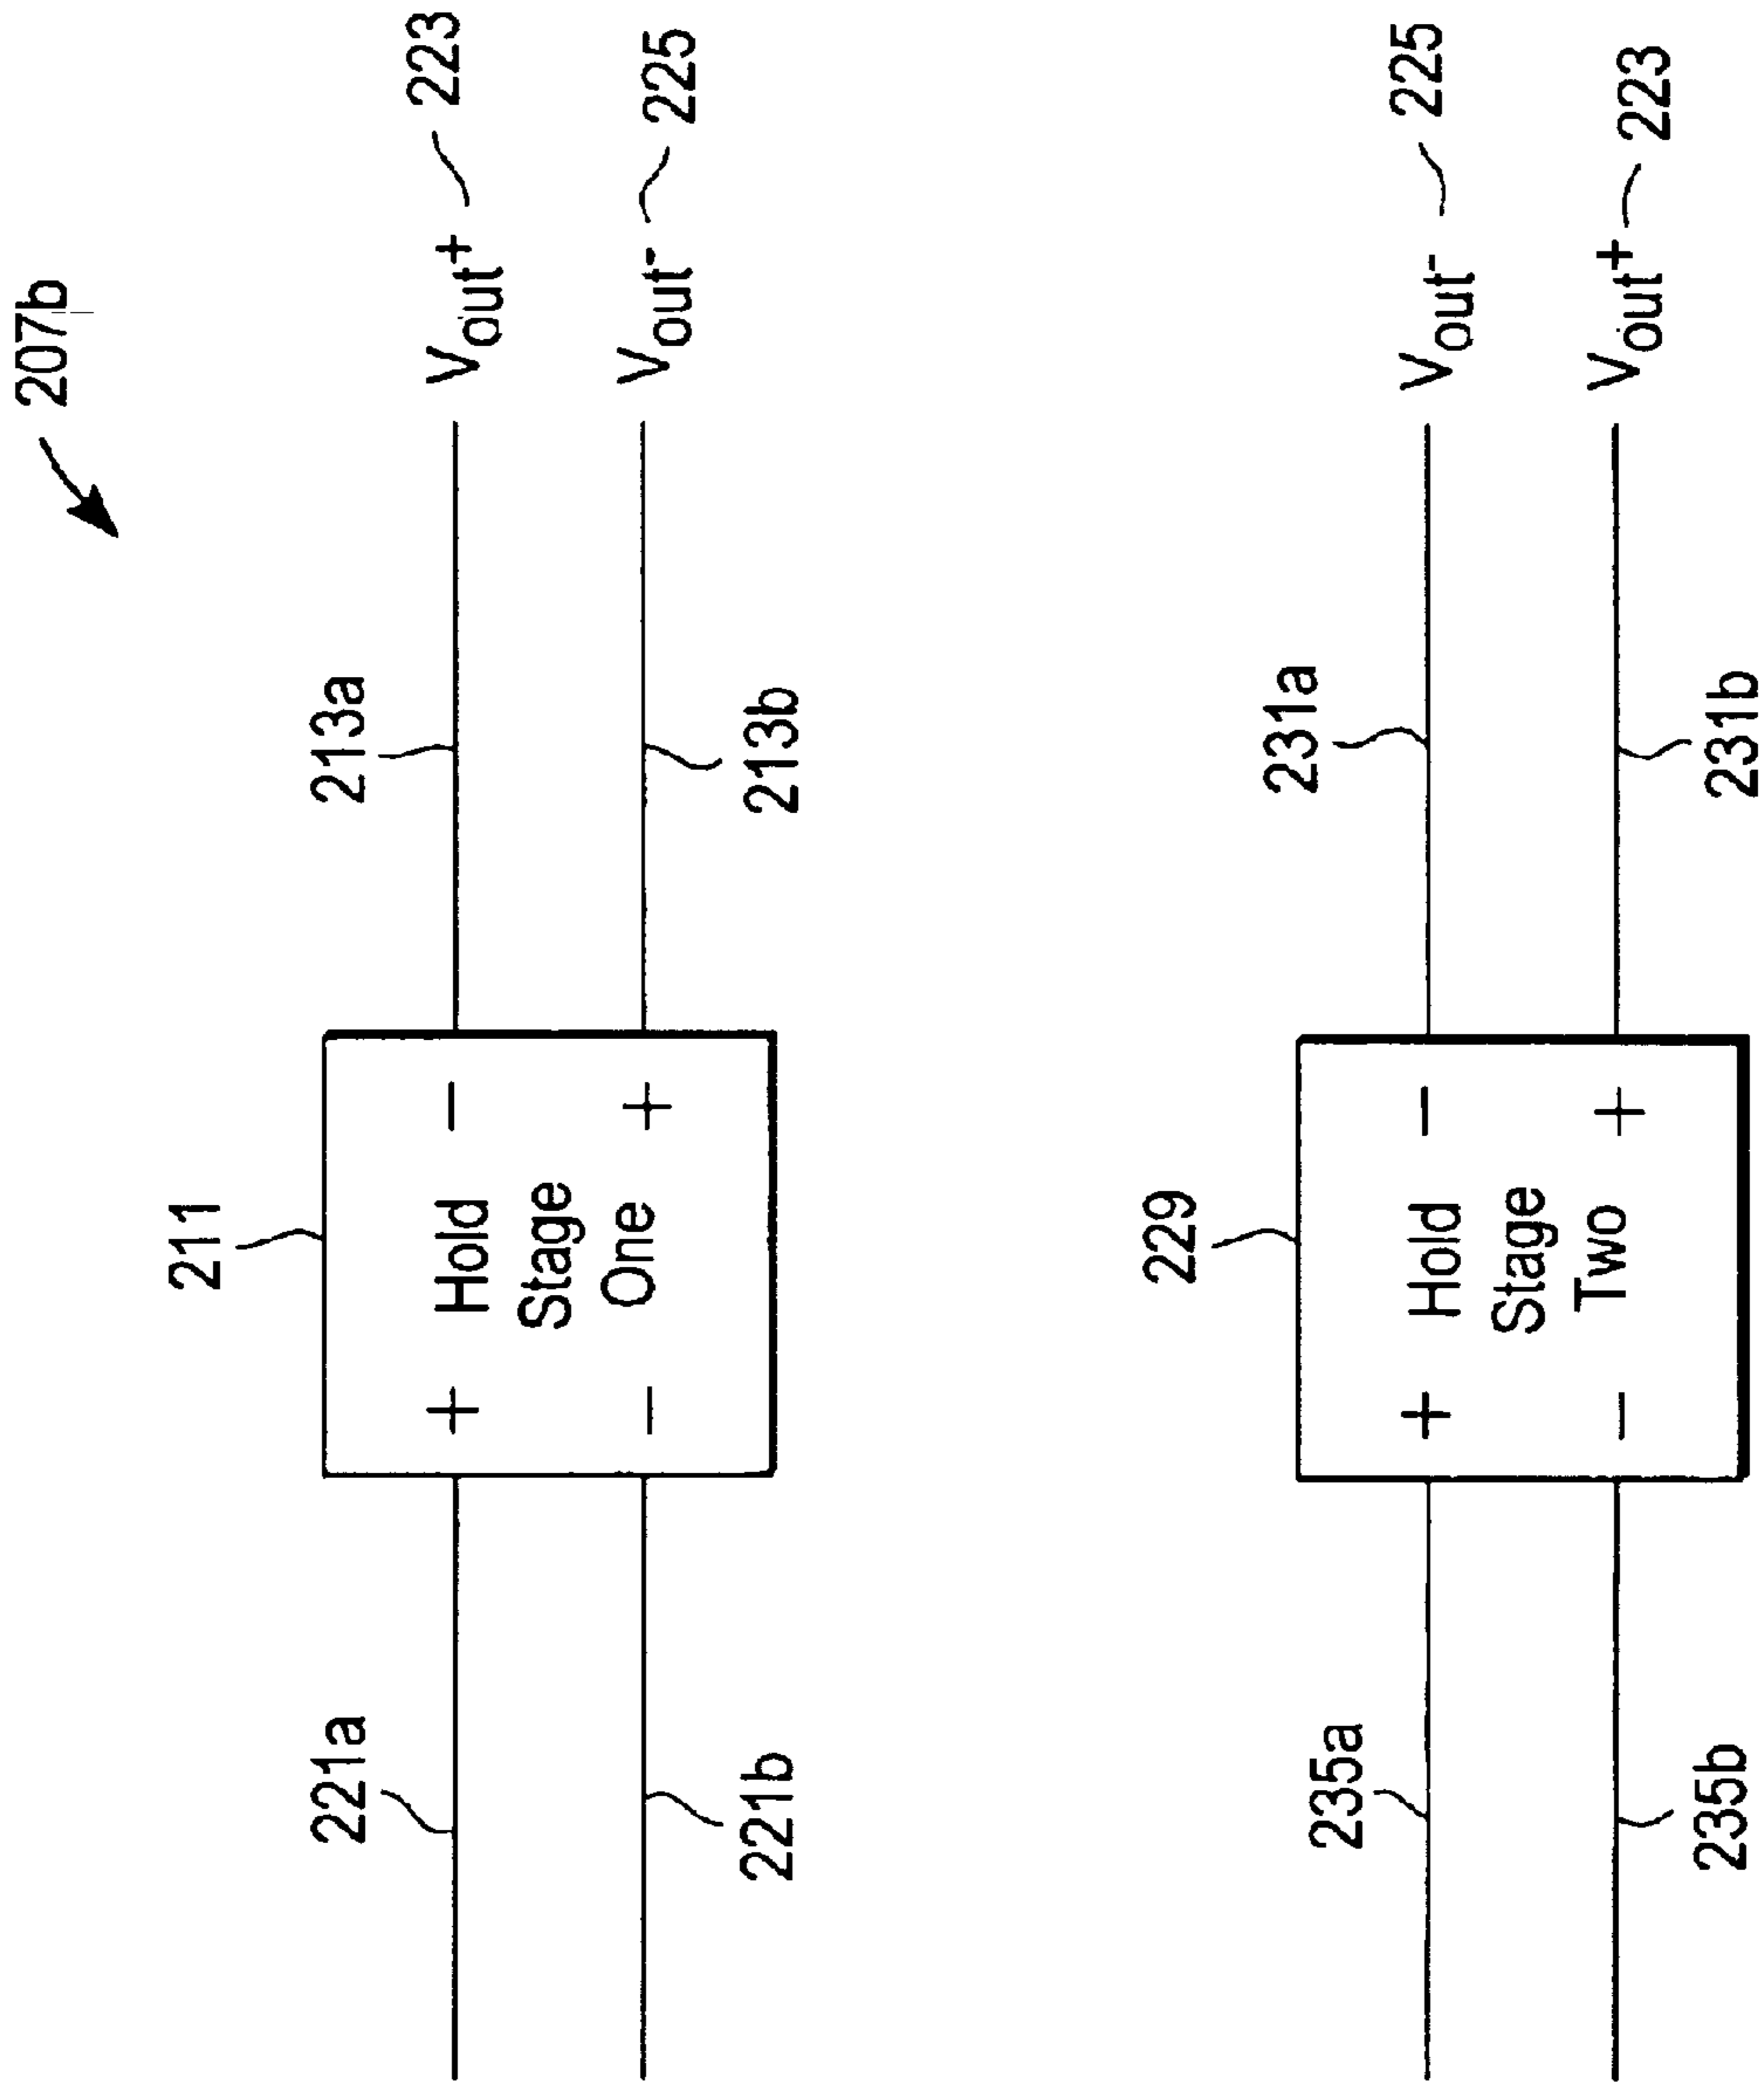 207b
211
221a
213a
+ Hold −
Stage
− One +
Vout+ 223
Vout- 225
221b
213b
229
235a
231a
+ Hold −
Stage
− Two +
Vout- 225
Vout+ 223
235b
231b